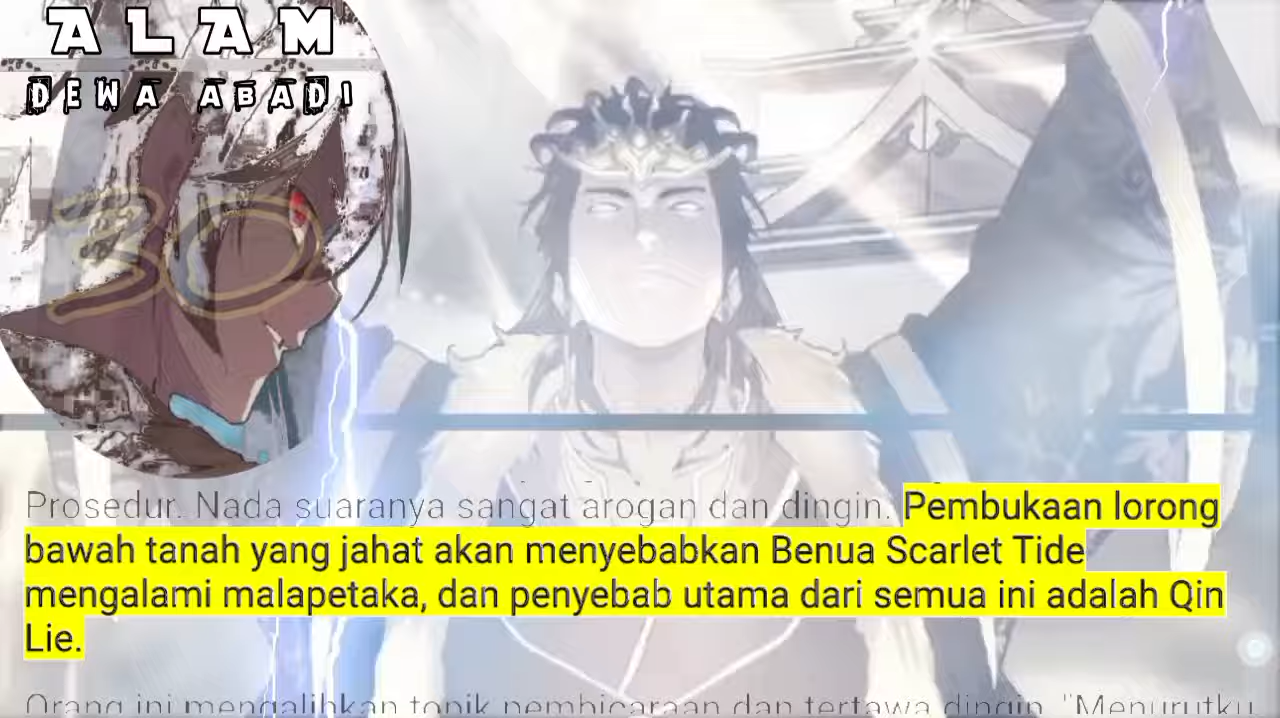 ALAM
DEWA ABADI
30
Prosedur. Nada suaranya sangat arogan dan dingin. Pembukaan lorong
bawah tanah yang jahat akan menyebabkan Benua Scarlet Tide
mengalami malapetaka, dan penyebab utama dari semua ini adalah Qin
Lie.
Orang ini mengalihkan topik pembicaraan dan tertawa dingin. "Menurutku